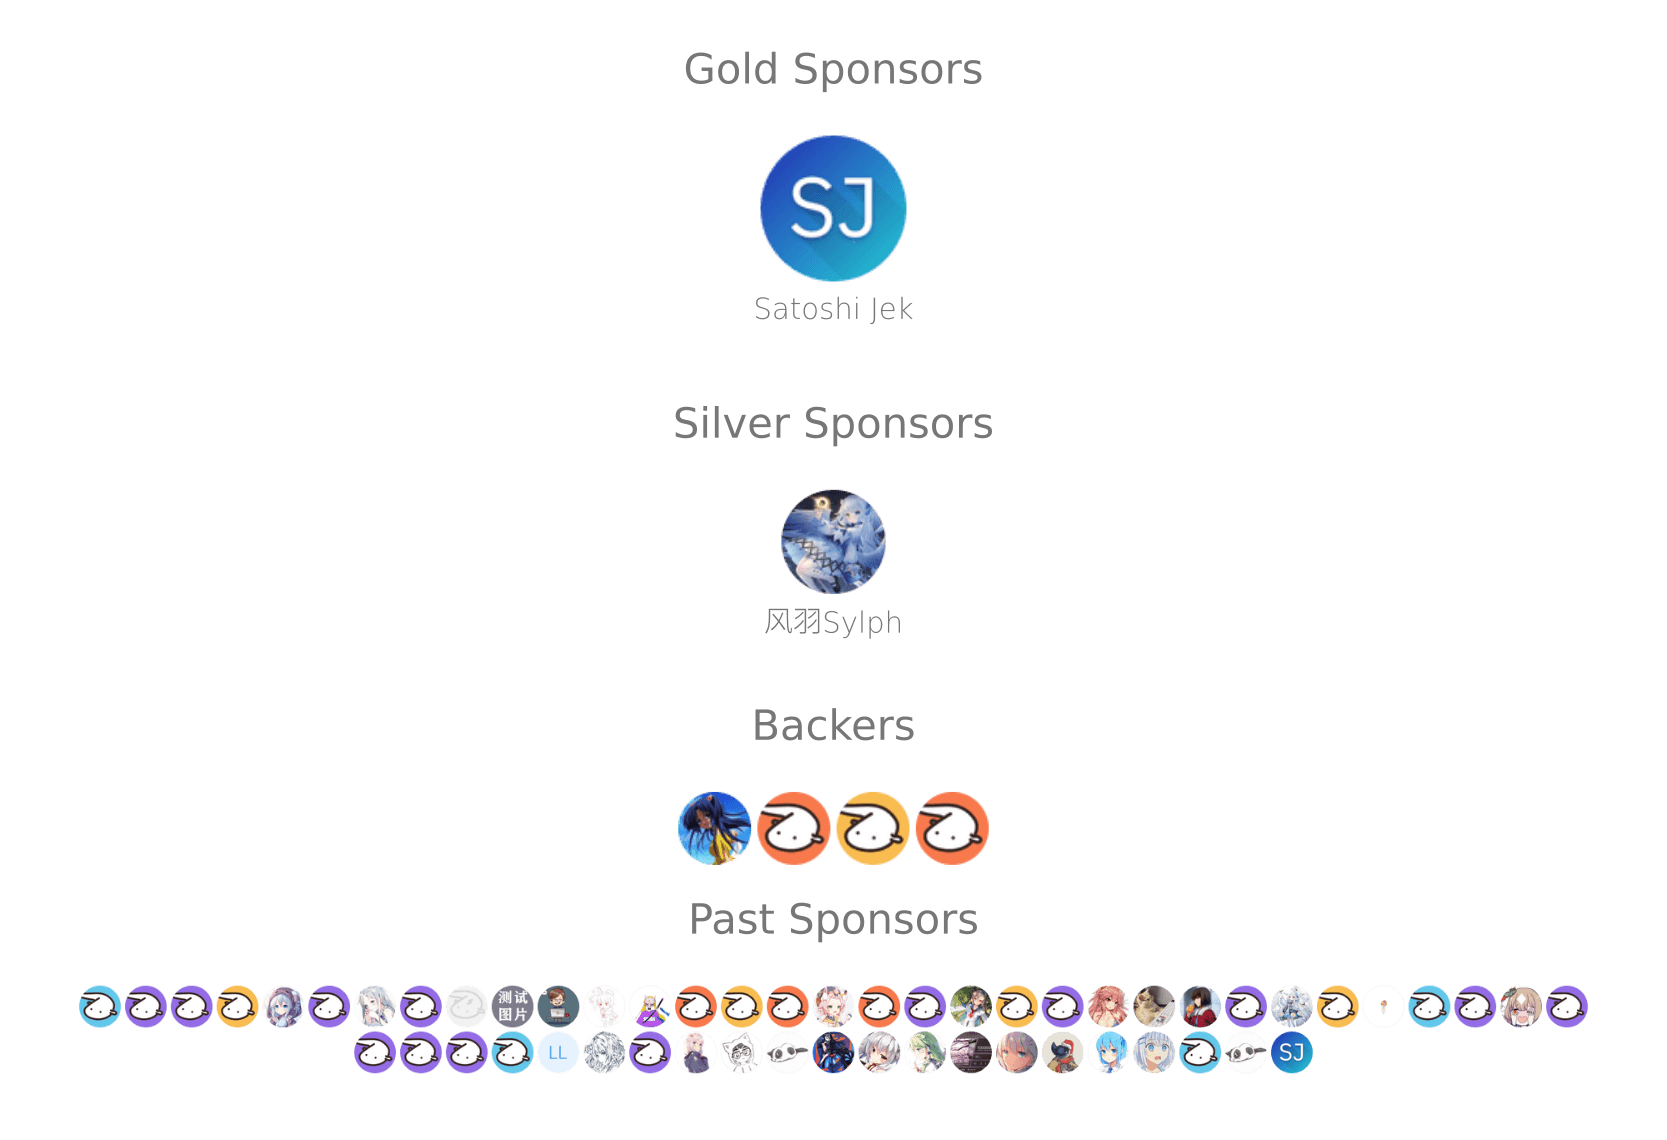 Gold Sponsors
SJ
Satoshi Jek
Silver Sponsors
风羽Sylph
Backers
Past Sponsors
测试
图片
LL
SJ